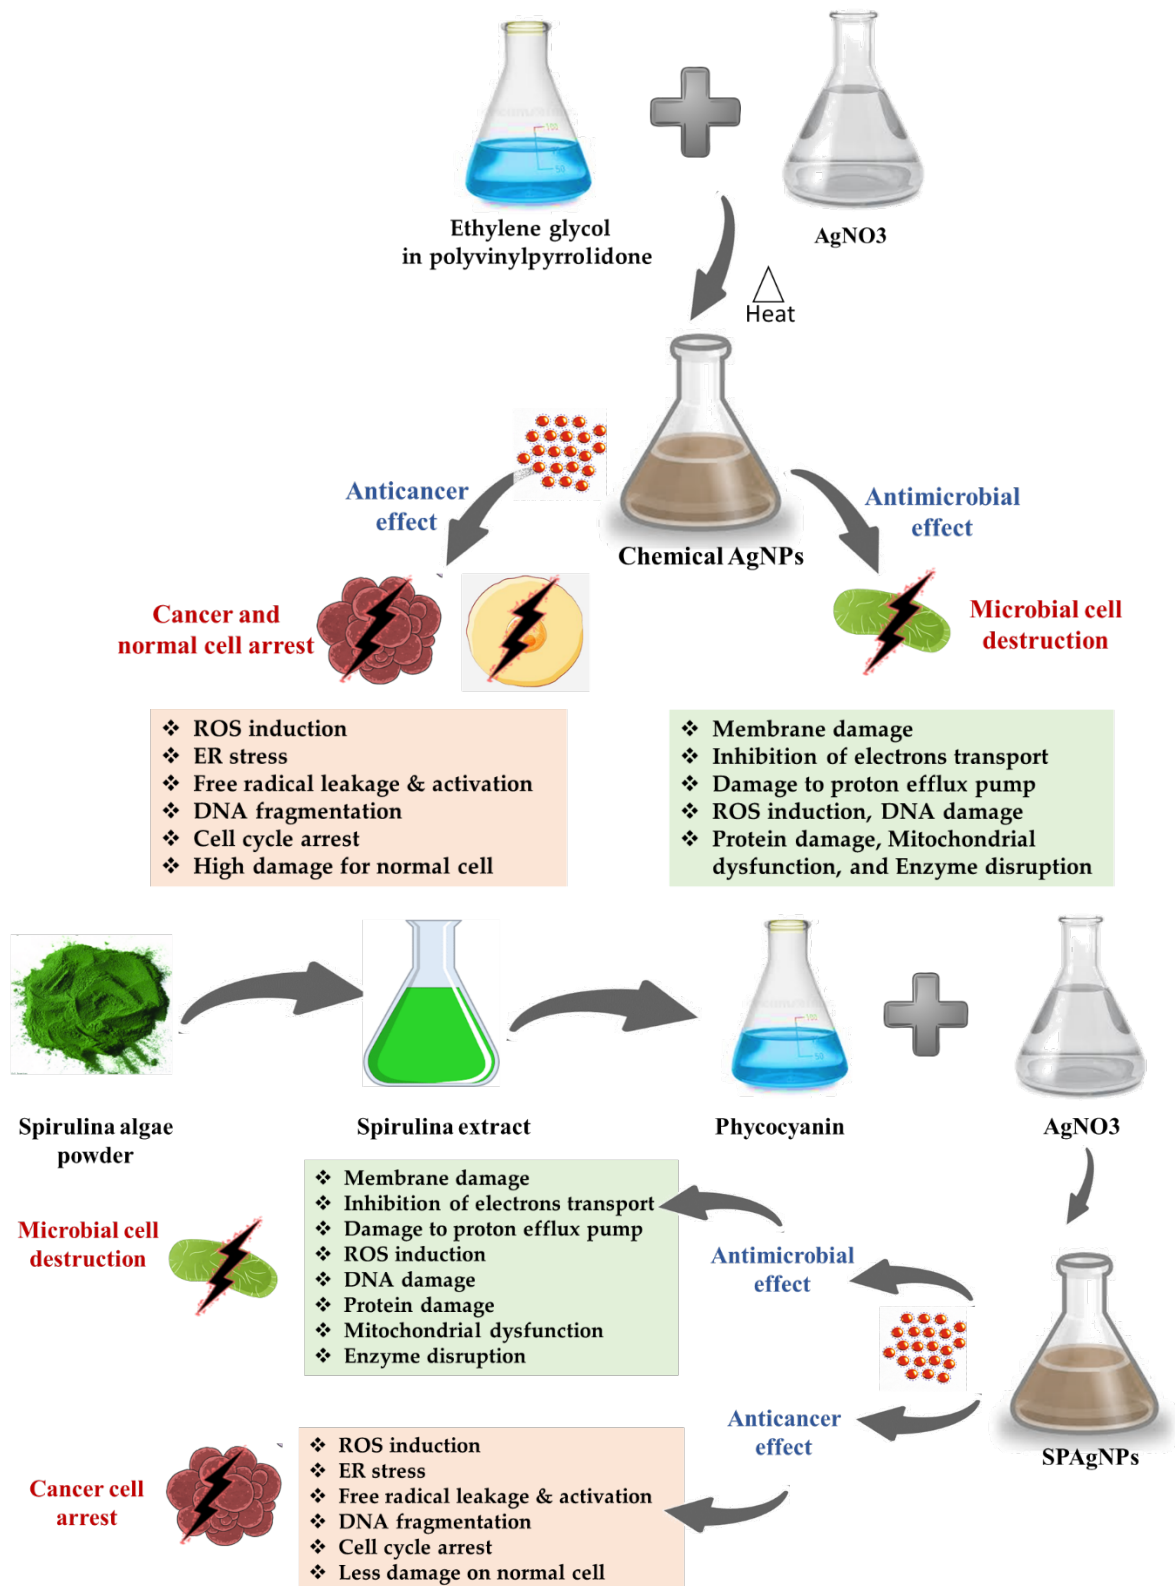 100
50
Ethylene glycol
in polyvinylpyrrolidone
AgNO3
Heat
Anticancer
effect
Antimicrobial
effect
Chemical AgNPs
Cancer and
normal cell arrest
Microbial cell
destruction
❖ ROS induction
❖ ER stress
❖ Free radical leakage & activation
❖ DNA fragmentation
❖ Cell cycle arrest
❖ High damage for normal cell
❖ Membrane damage
❖ Inhibition of electrons transport
❖ Damage to proton efflux pump
❖ ROS induction, DNA damage
❖ Protein damage, Mitochondrial
dysfunction, and Enzyme disruption
100
50
Spirulina algae
powder
Spirulina extract
Phycocyanin
AgNO3
Microbial cell
destruction
❖ Membrane damage
❖ Inhibition of electrons transport
❖ Damage to proton efflux pump
❖ ROS induction
❖ DNA damage
❖ Protein damage
❖ Mitochondrial dysfunction
❖ Enzyme disruption
Antimicrobial
effect
Anticancer
effect
SPAgNPs
Cancer cell
arrest
❖ ROS induction
❖ ER stress
❖ Free radical leakage & activation
❖ DNA fragmentation
❖ Cell cycle arrest
❖ Less damage on normal cell